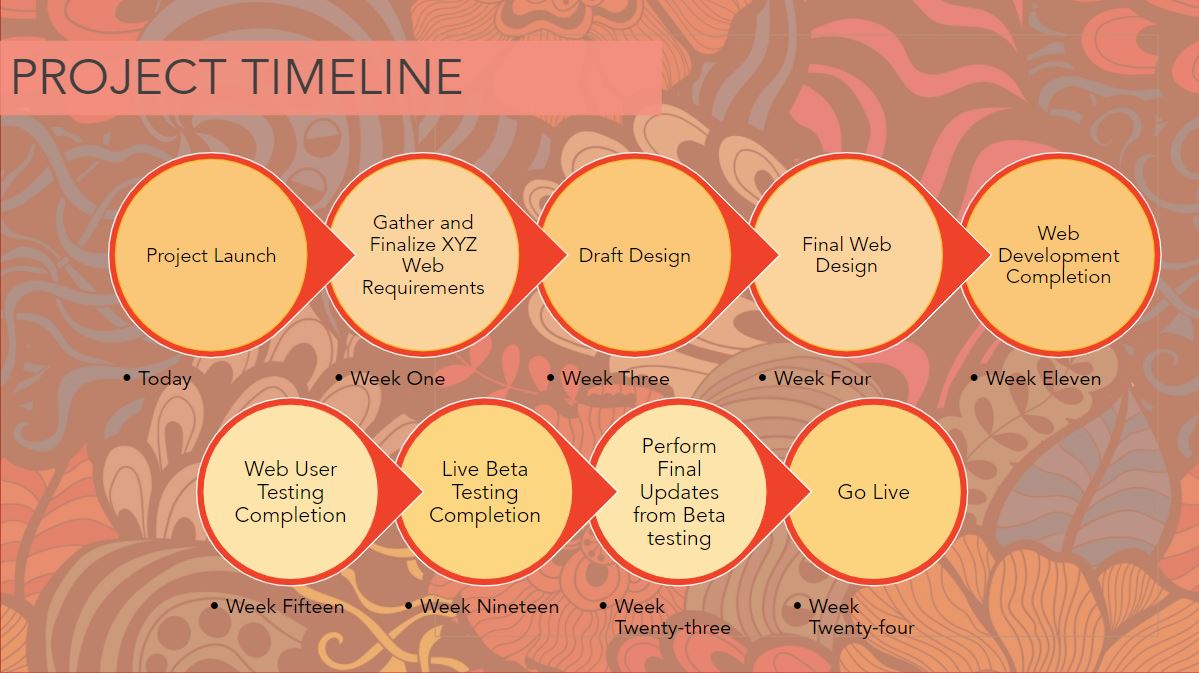 PROJECT TIMELINE
Project Launch
Gather and
Finalize XYZ
Web
Requirements
Draft Design
Final Web
Design
Web
Development
Completion
• Today
• Week One
• Week Three
• Week Four
• Week Eleven
Web User
Testing
Completion
Live Beta
Testing
Completion
Perform
Final
Updates
from Beta
testing
Go Live
• Week Fifteen
• Week Nineteen
• Week
Twenty-three
• Week
Twenty-four